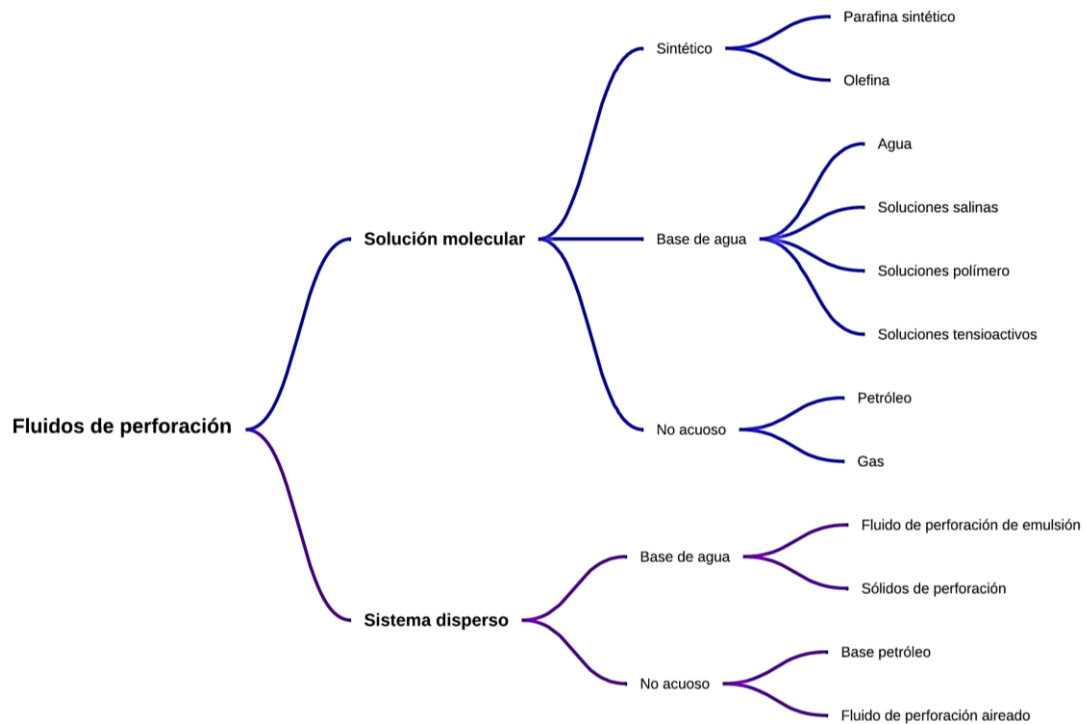 Parafina sintético
Sintético
Olefina
Agua
Soluciones salinas
Solución molecular
Base de agua
Soluciones polímero
Soluciones tensioactivos
Petróleo
Fluidos de perforación
No acuoso
Gas
Fluido de perforación de emulsión
Base de agua
Sólidos de perforación
Sistema disperso
Base petróleo
No acuoso
Fluido de perforación aireado